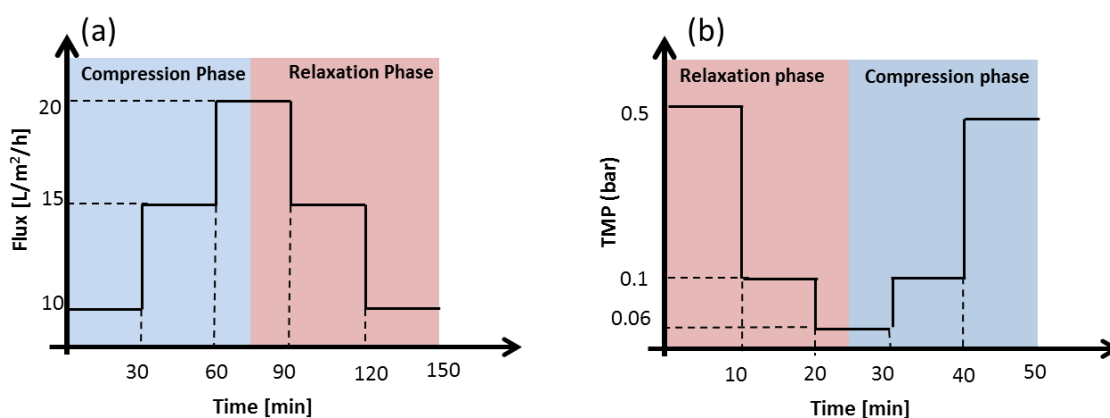 (a)
Compression Phase
Relaxation Phase
20
15
10
Flux [L/m²/h]
30
60
90
120
150
Time [min]
(b)
Relaxation phase
Compression phase
0.5
0.1
0.06
TMP (bar)
10
20
30
40
50
Time [min]